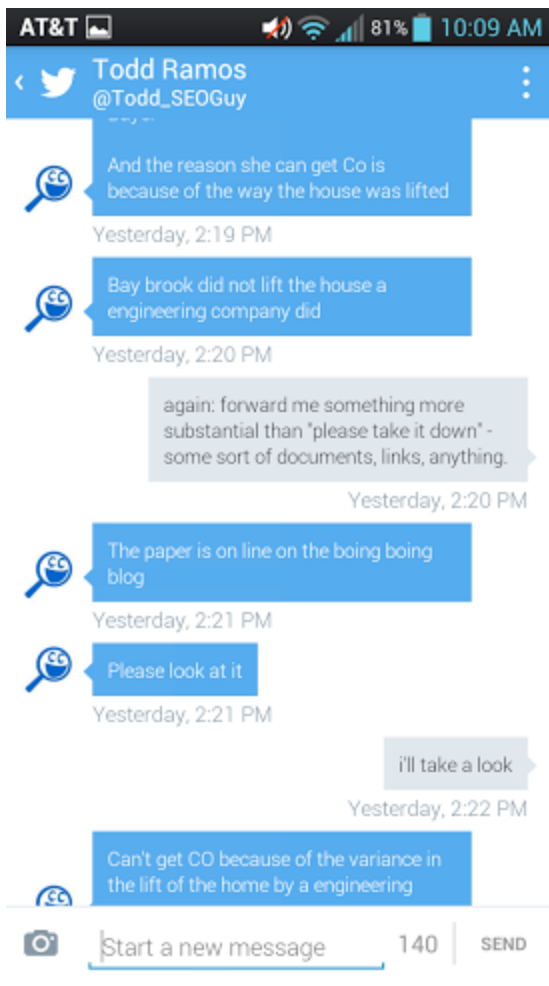 AT&T 81% 10:09 AM
Todd Ramos
@Todd_SEOGuy
And the reason she can get Co is
because of the way the house was lifted
Yesterday, 2:19 PM
Bay brook did not lift the house a
engineering company did
Yesterday, 2:20 PM
again: forward me something more
substantial than "please take it down" -
some sort of documents, links, anything.
Yesterday, 2:20 PM
The paper is on line on the boing boing
blog
Yesterday, 2:21 PM
Please look at it
Yesterday, 2:21 PM
i'll take a look
Yesterday, 2:22 PM
Can't get CO because of the variance in
the lift of the home by a engineering
Start a new message 140 SEND